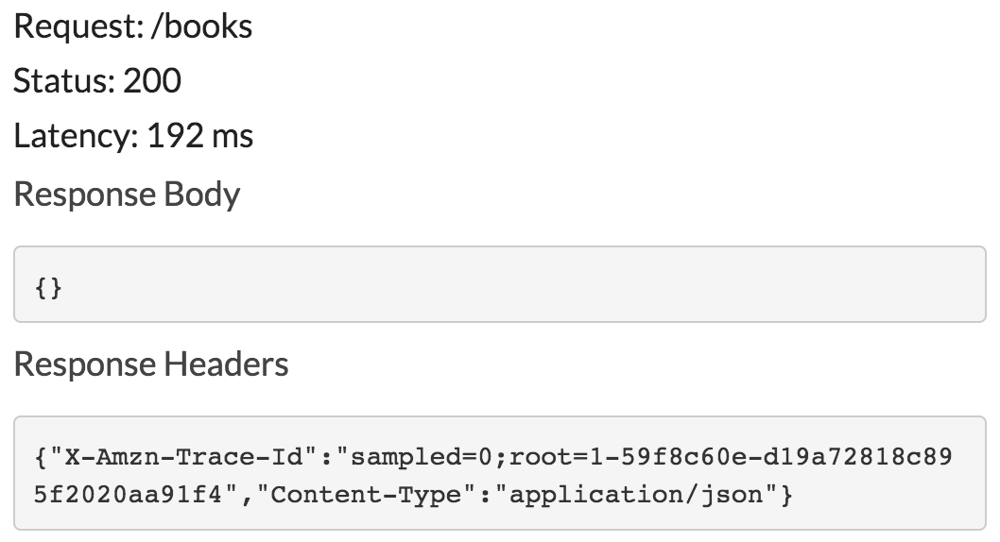 Request: /books
Status: 200
Latency: 192 ms
Response Body
{}
Response Headers
{"X-Amzn-Trace-Id":"sampled=0;root=1-59f8c60e-d19a72818c89
5f2020aa91f4","Content-Type":"application/json"}